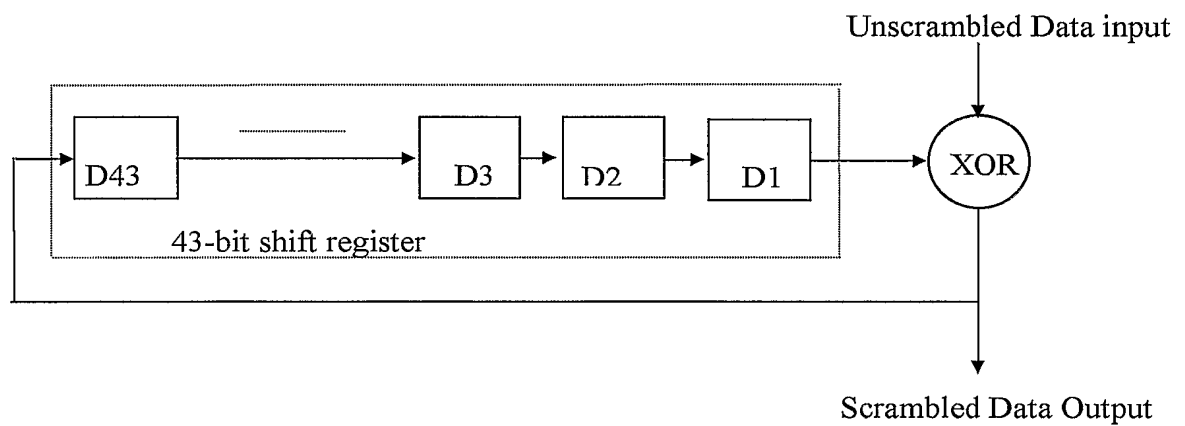 Unscrambled Data input
D43
D3
D2
D1
XOR
43-bit shift register
Scrambled Data Output